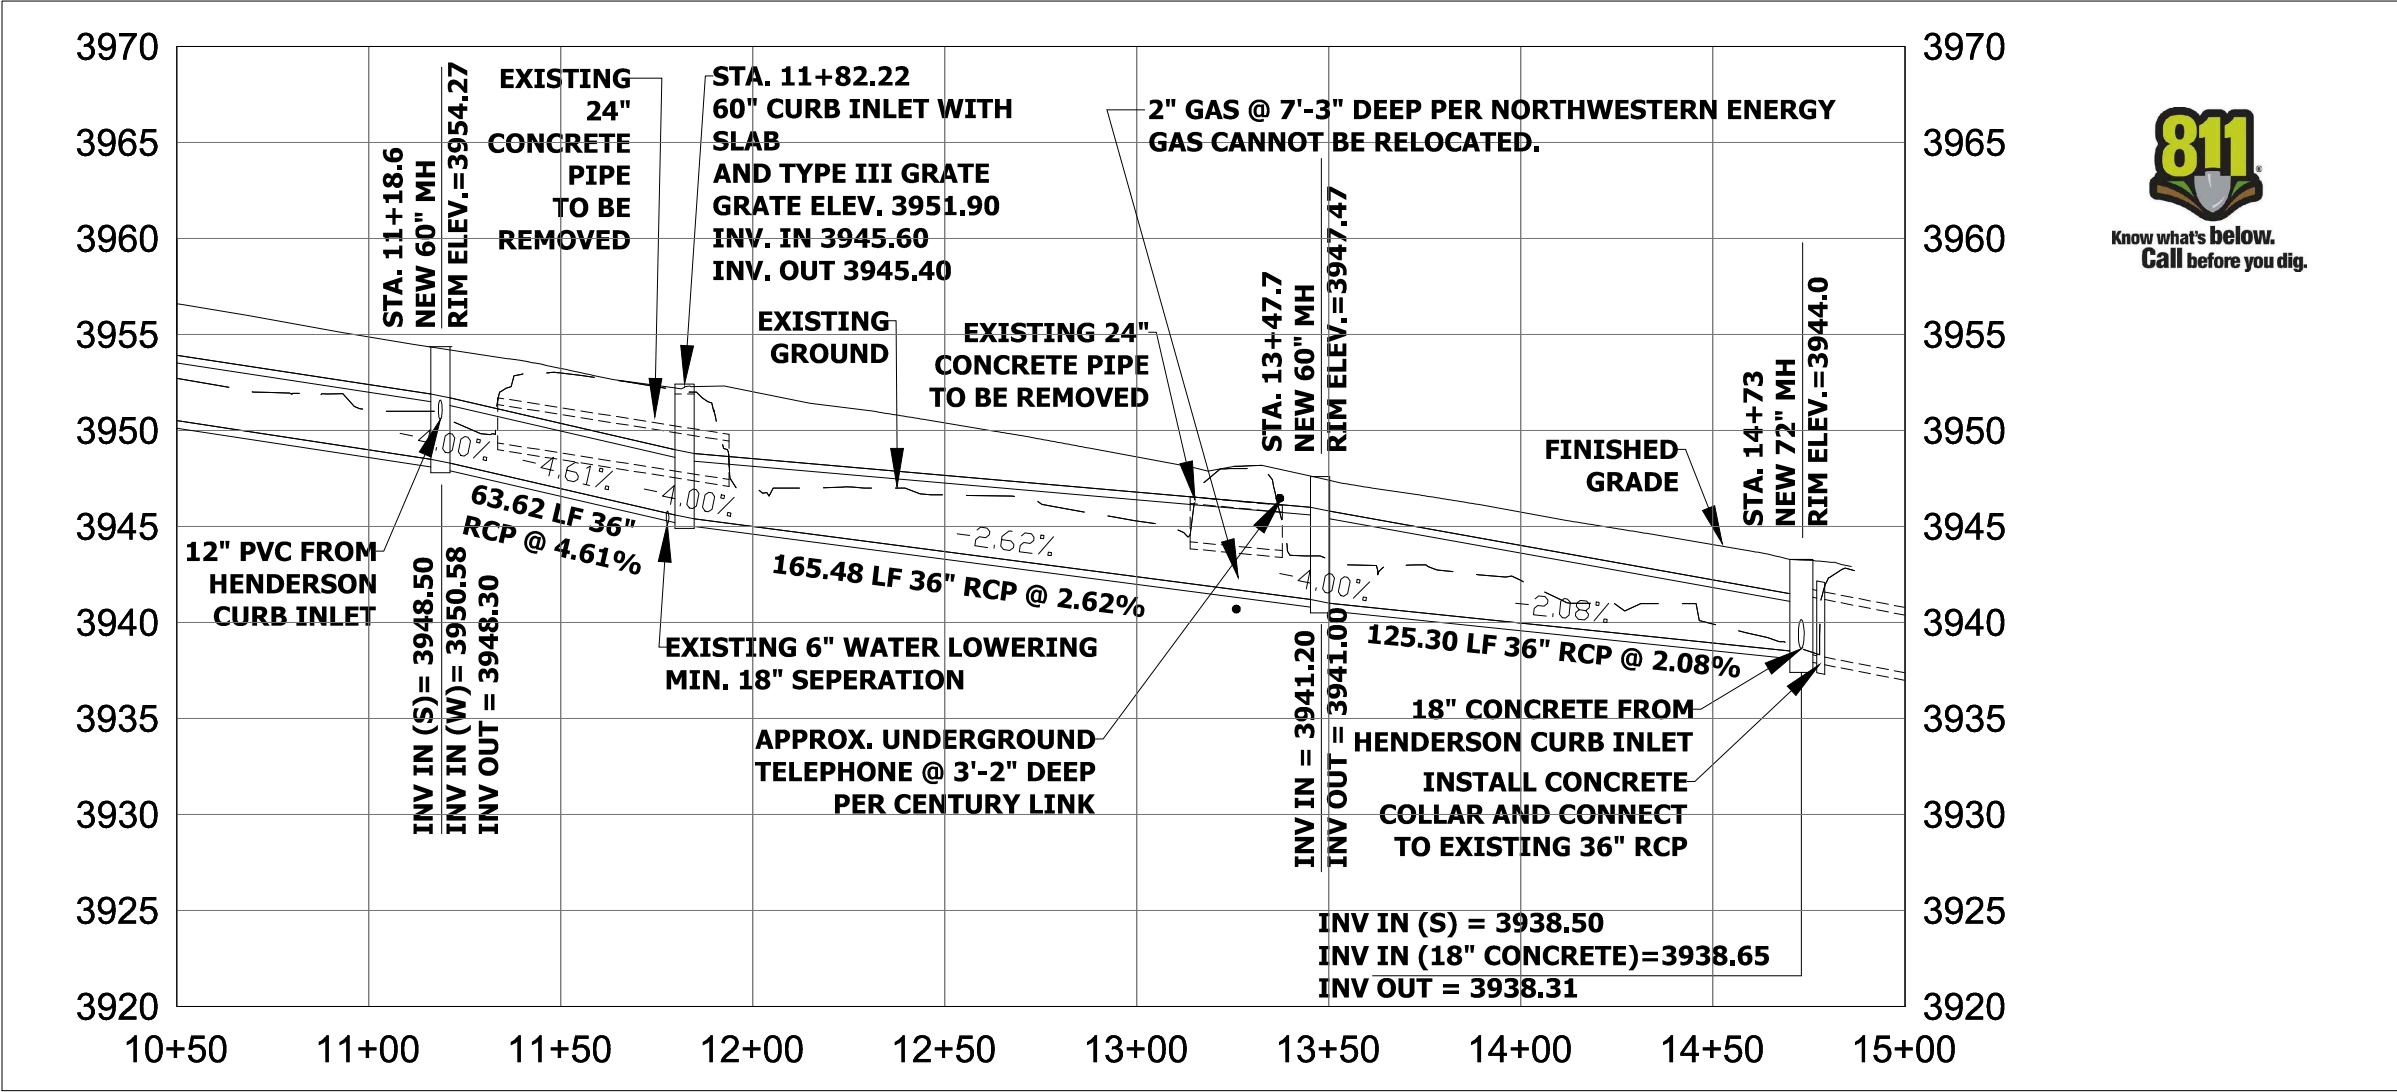 3970
3965
3960
3955
3950
3945
3940
3935
3930
3925
3920
STA. 11+18.6
NEW 60" MH
RIM ELEV.=3954.27
EXISTING
24"
CONCRETE
PIPE
TO BE
REMOVED
STA. 11+82.22
60" CURB INLET WITH
SLAB
AND TYPE III GRATE
GRATE ELEV. 3951.90
INV. IN 3945.60
INV. OUT 3945.40
2" GAS @ 7'-3" DEEP PER NORTHWESTERN ENERGY
GAS CANNOT BE RELOCATED.
EXISTING
GROUND
EXISTING 24"
CONCRETE PIPE
TO BE REMOVED
STA. 13+47.7
NEW 60" MH
RIM ELEV.=3947.47
FINISHED
GRADE
STA. 14+73
NEW 72" MH
RIM ELEV.=3944.0
-4.00%
-4.61%
-4.00%
-2.62%
-4.00%
-2.08%
63.62 LF 36"
RCP @ 4.61%
165.48 LF 36" RCP @ 2.62%
125.30 LF 36" RCP @ 2.08%
12" PVC FROM
HENDERSON
CURB INLET
INV IN (S)= 3948.50
INV IN (W)= 3950.58
INV OUT = 3948.30
EXISTING 6" WATER LOWERING
MIN. 18" SEPERATION
APPROX. UNDERGROUND
TELEPHONE @ 3'-2" DEEP
PER CENTURY LINK
INV IN = 3941.20
INV OUT = 3941.00
18" CONCRETE FROM
HENDERSON CURB INLET
INSTALL CONCRETE
COLLAR AND CONNECT
TO EXISTING 36" RCP
INV IN (S) = 3938.50
INV IN (18" CONCRETE)=3938.65
INV OUT = 3938.31
10+50 11+00 11+50 12+00 12+50 13+00 13+50 14+00 14+50 15+00
3970
3965
3960
3955
3950
3945
3940
3935
3930
3925
3920
811®
Know what's below.
Call before you dig.